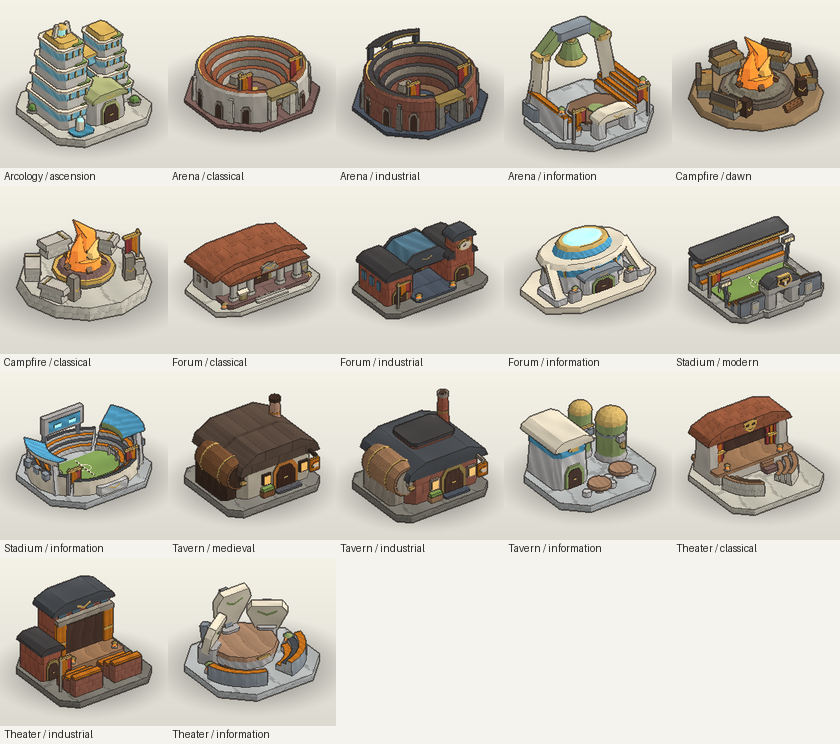 Arcology / ascension
Arena / classical
Arena / industrial
Arena / information
Campfire / dawn
Campfire / classical
Forum / classical
Forum / industrial
Forum / information
Stadium / modern
Stadium / information
Tavern / medieval
Tavern / industrial
Tavern / information
Theater / classical
Theater / industrial
Theater / information